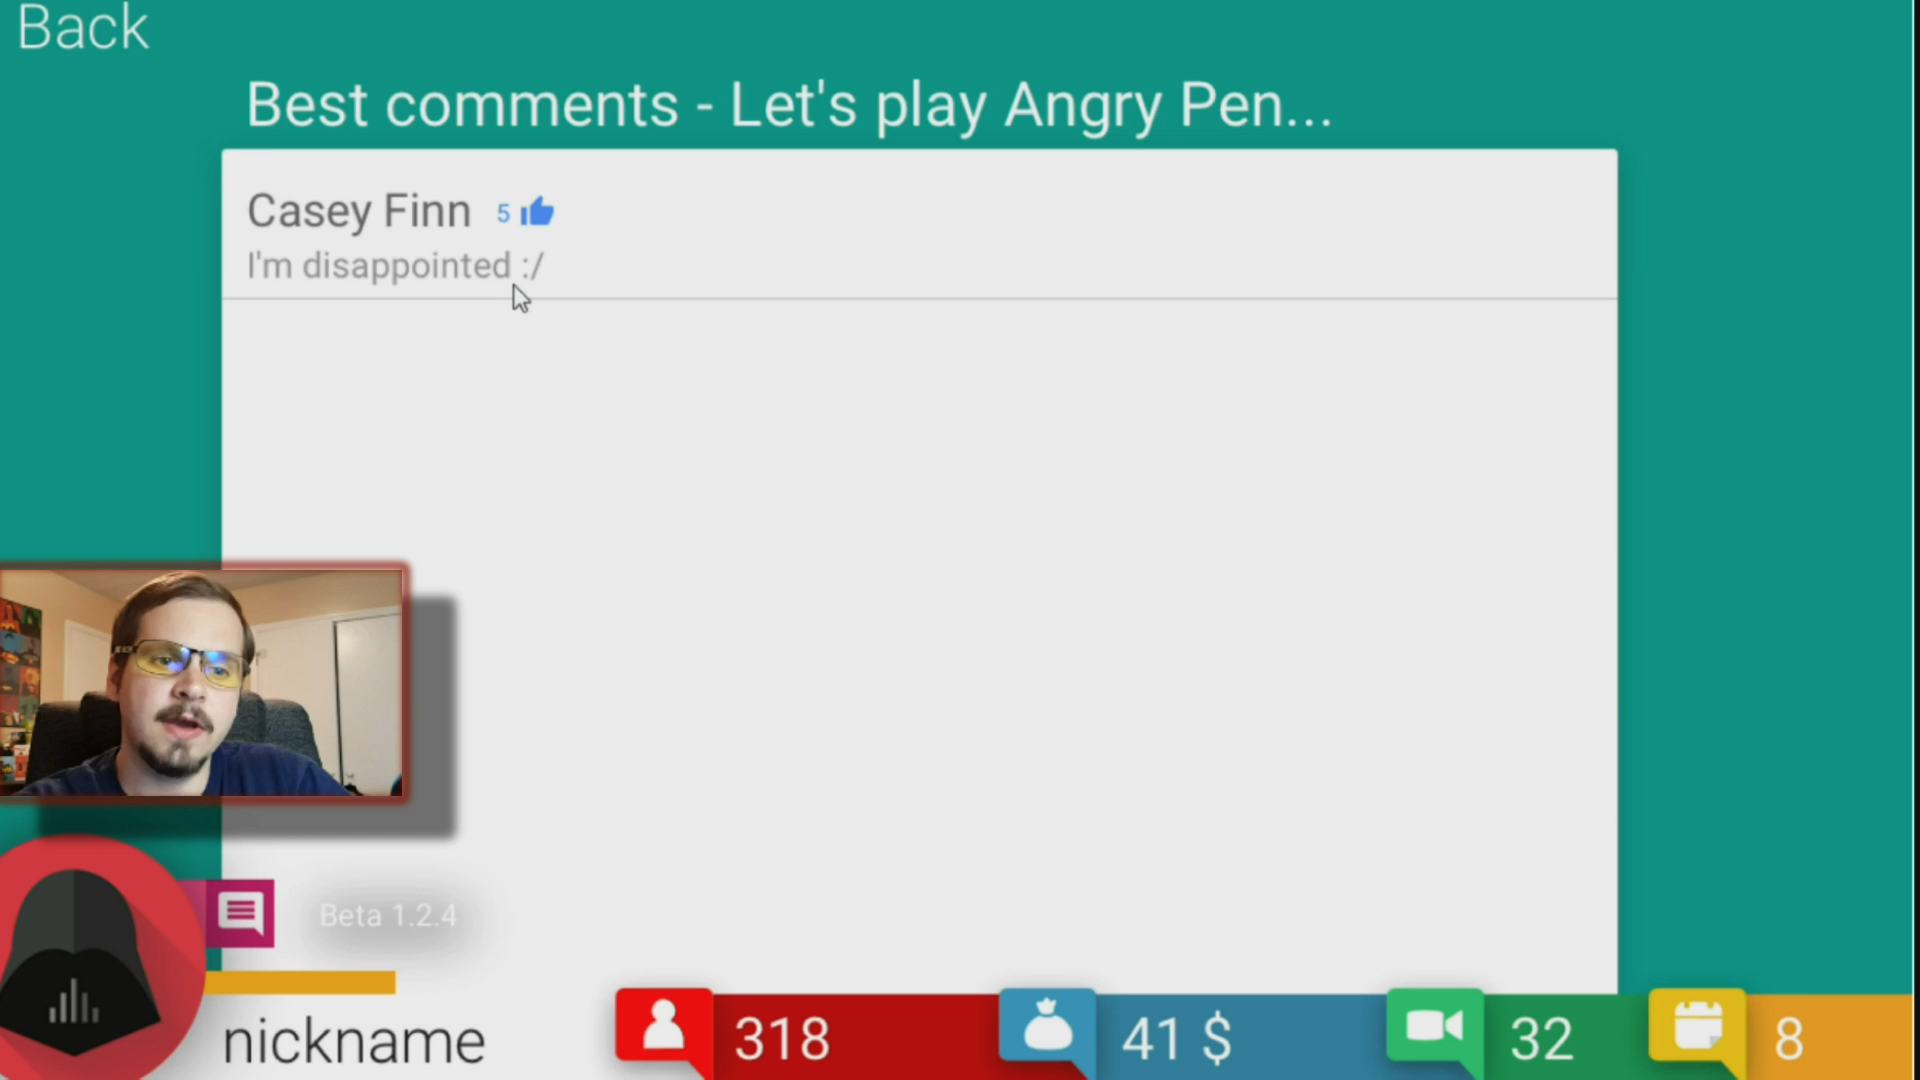 Back
Best comments - Let's play Angry Pen...
Casey Finn 5
I'm disappointed :/
Beta 1.2.4
nickname
318
41 $
32
8